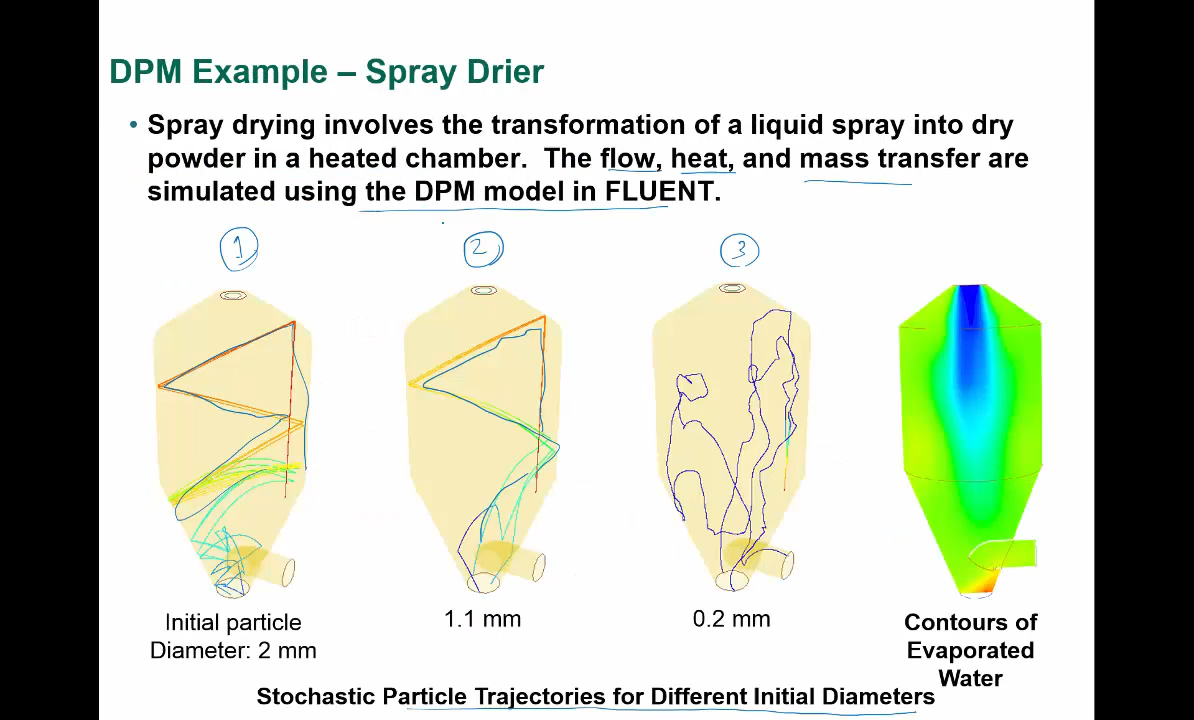 DPM Example – Spray Drier
• Spray drying involves the transformation of a liquid spray into dry
powder in a heated chamber. The flow, heat, and mass transfer are
simulated using the DPM model in FLUENT.
1 2 3
Initial particle
Diameter: 2 mm
1.1 mm
0.2 mm
Contours of
Evaporated
Water
Stochastic Particle Trajectories for Different Initial Diameters